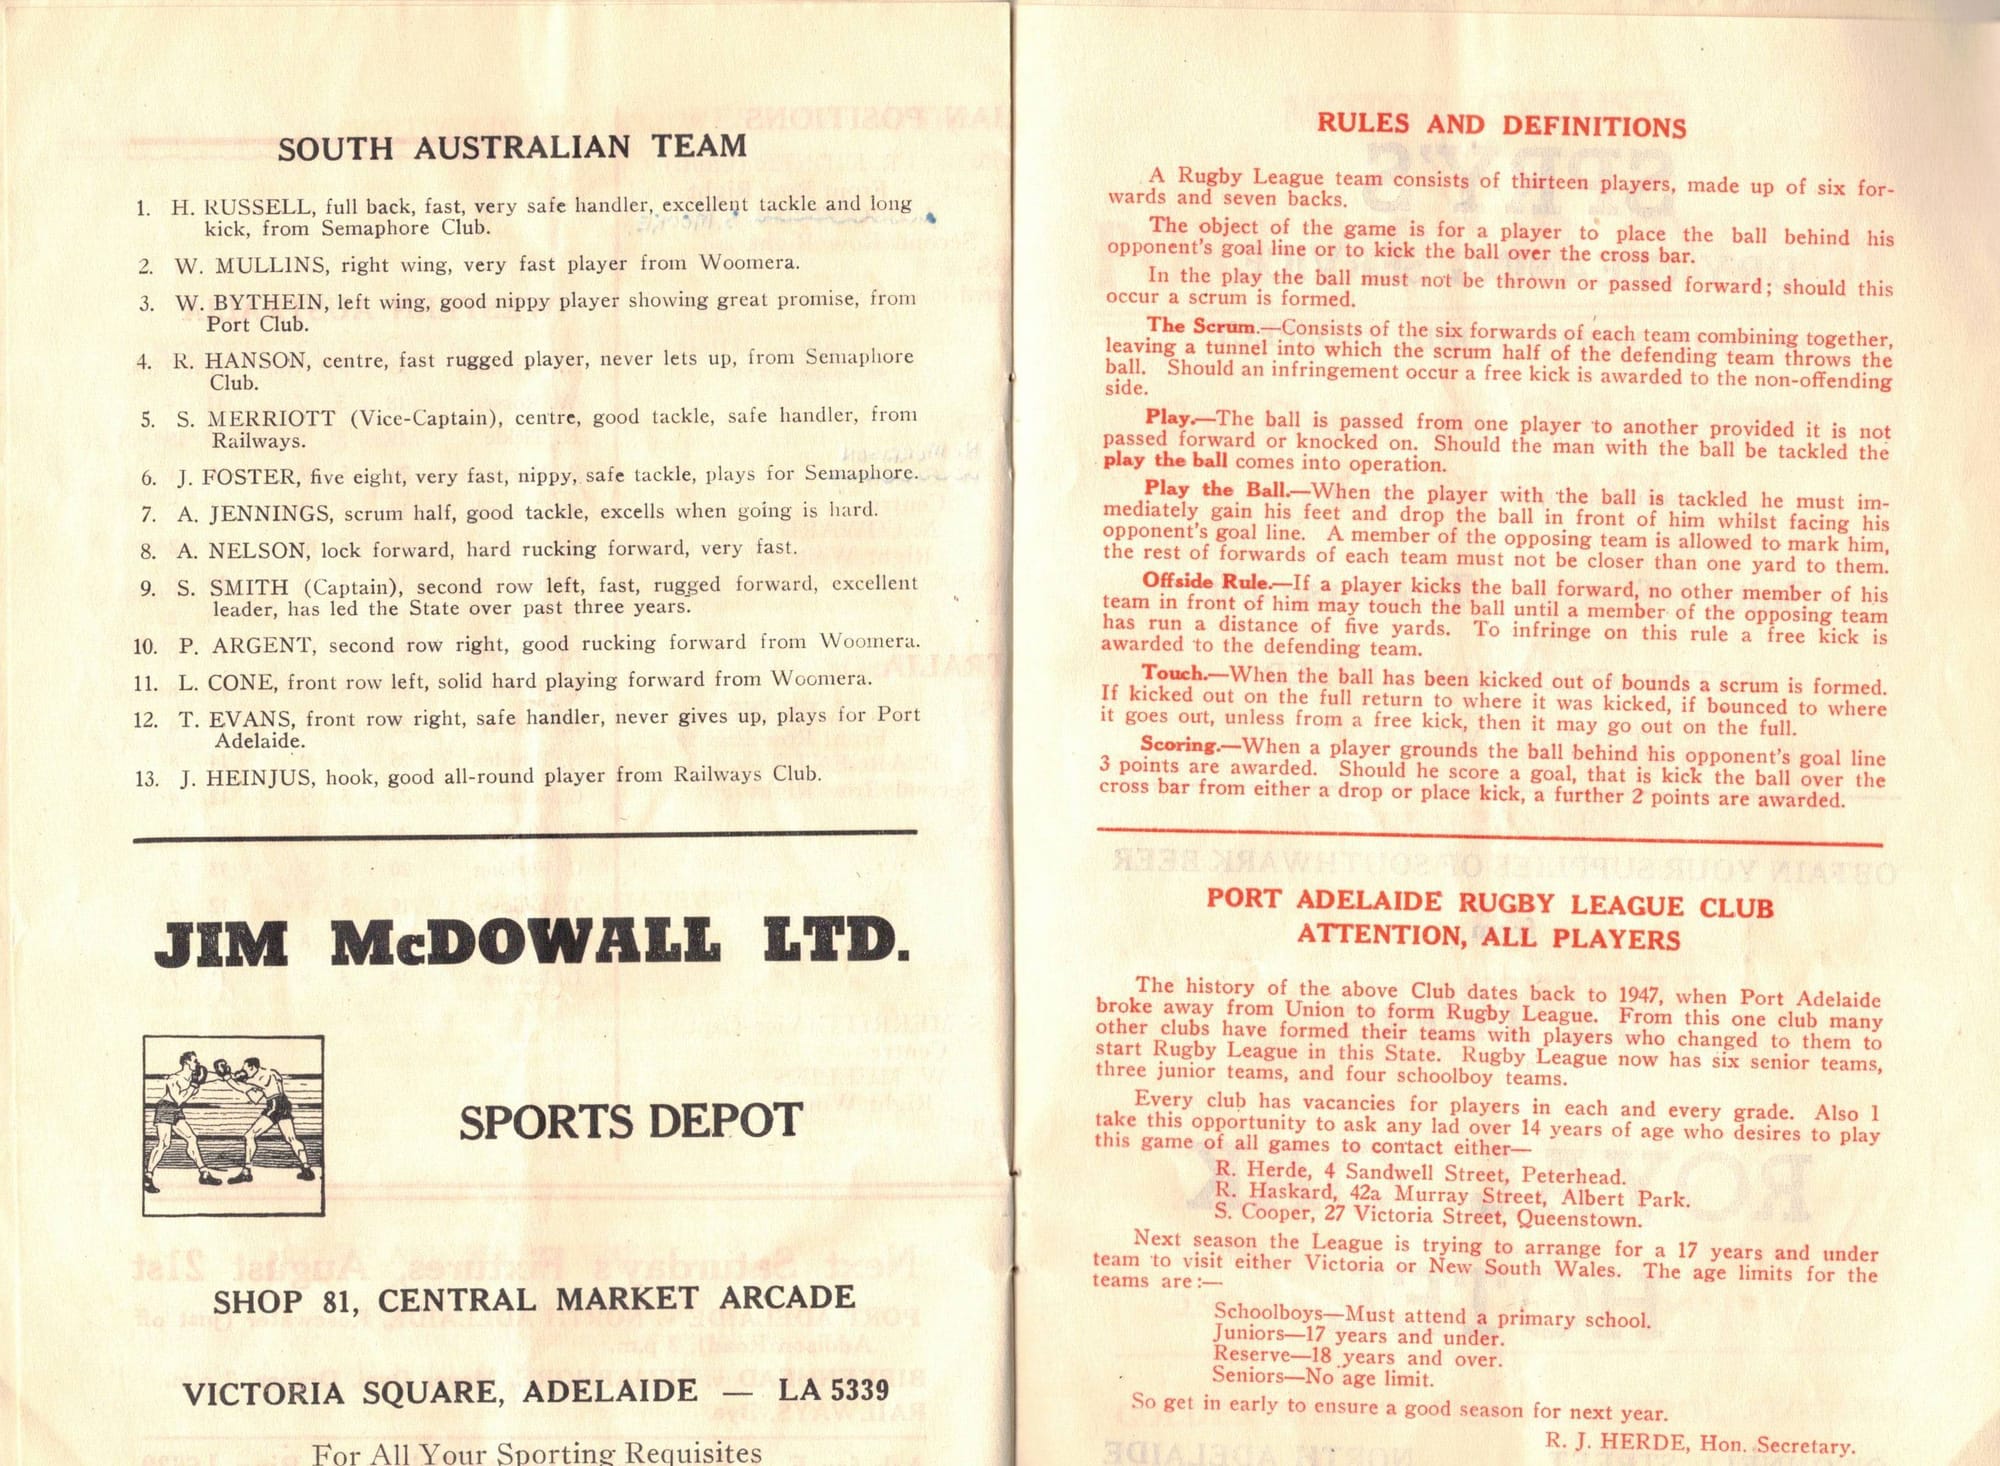 SOUTH AUSTRALIAN TEAM
1. H. RUSSELL, full back, fast, very safe handler, excellent tackle and long
kick, from Semaphore Club.
2. W. MULLINS, right wing, very fast player from Woomera.
3. W. BYTHEIN, left wing, good nippy player showing great promise, from
Port Club.
4. R. HANSON, centre, fast rugged player, never lets up, from Semaphore
Club.
5. S. MERRIOTT (Vice-Captain), centre, good tackle, safe handler, from
Railways.
6. J. FOSTER, five eight, very fast, nippy, safe tackle, plays for Semaphore.
7. A. JENNINGS, scrum half, good tackle, excells when going is hard.
8. A. NELSON, lock forward, hard rucking forward, very fast.
9. S. SMITH (Captain), second row left, fast, rugged forward, excellent
leader, has led the State over past three years.
10. P. ARGENT, second row right, good rucking forward from Woomera.
11. L. CONE, front row left, solid hard playing forward from Woomera.
12. T. EVANS, front row right, safe handler, never gives up, plays for Port
Adelaide.
13. J. HEINJUS, hook, good all-round player from Railways Club.
JIM McDOWALL LTD.
SPORTS DEPOT
SHOP 81, CENTRAL MARKET ARCADE
VICTORIA SQUARE, ADELAIDE — LA 5339
For All Your Sporting Requisites
RULES AND DEFINITIONS
A Rugby League team consists of thirteen players, made up of six for-
wards and seven backs.
The object of the game is for a player to place the ball behind his
opponent's goal line or to kick the ball over the cross bar.
In the play the ball must not be thrown or passed forward; should this
occur a scrum is formed.
The Scrum.—Consists of the six forwards of each team combining together,
leaving a tunnel into which the scrum half of the defending team throws the
ball. Should an infringement occur a free kick is awarded to the non-offending
side.
Play.—The ball is passed from one player to another provided it is not
passed forward or knocked on. Should the man with the ball be tackled the
play the ball comes into operation.
Play the Ball.—When the player with the ball is tackled he must im-
mediately gain his feet and drop the ball in front of him whilst facing his
opponent's goal line. A member of the opposing team is allowed to mark him,
the rest of forwards of each team must not be closer than one yard to them.
Offside Rule.—If a player kicks the ball forward, no other member of his
team in front of him may touch the ball until a member of the opposing team
has run a distance of five yards. To infringe on this rule a free kick is
awarded to the defending team.
Touch.—When the ball has been kicked out of bounds a scrum is formed.
If kicked out on the full return to where it was kicked, if bounced to where
it goes out, unless from a free kick, then it may go out on the full.
Scoring.—When a player grounds the ball behind his opponent's goal line
3 points are awarded. Should he score a goal, that is kick the ball over the
cross bar from either a drop or place kick, a further 2 points are awarded.
PORT ADELAIDE RUGBY LEAGUE CLUB
ATTENTION, ALL PLAYERS
The history of the above Club dates back to 1947, when Port Adelaide
broke away from Union to form Rugby League. From this one club many
other clubs have formed their teams with players who changed to them to
start Rugby League in this State. Rugby League now has six senior teams,
three junior teams, and four schoolboy teams.
Every club has vacancies for players in each and every grade. Also I
take this opportunity to ask any lad over 14 years of age who desires to play
this game of all games to contact either—
R. Herde, 4 Sandwell Street, Peterhead.
R. Haskard, 42a Murray Street, Albert Park.
S. Cooper, 27 Victoria Street, Queenstown.
Next season the League is trying to arrange for a 17 years and under
team to visit either Victoria or New South Wales. The age limits for the
teams are:—
Schoolboys—Must attend a primary school.
Juniors—17 years and under.
Reserve—18 years and over.
Seniors—No age limit.
So get in early to ensure a good season for next year.
R. J. HERDE, Hon. Secretary.